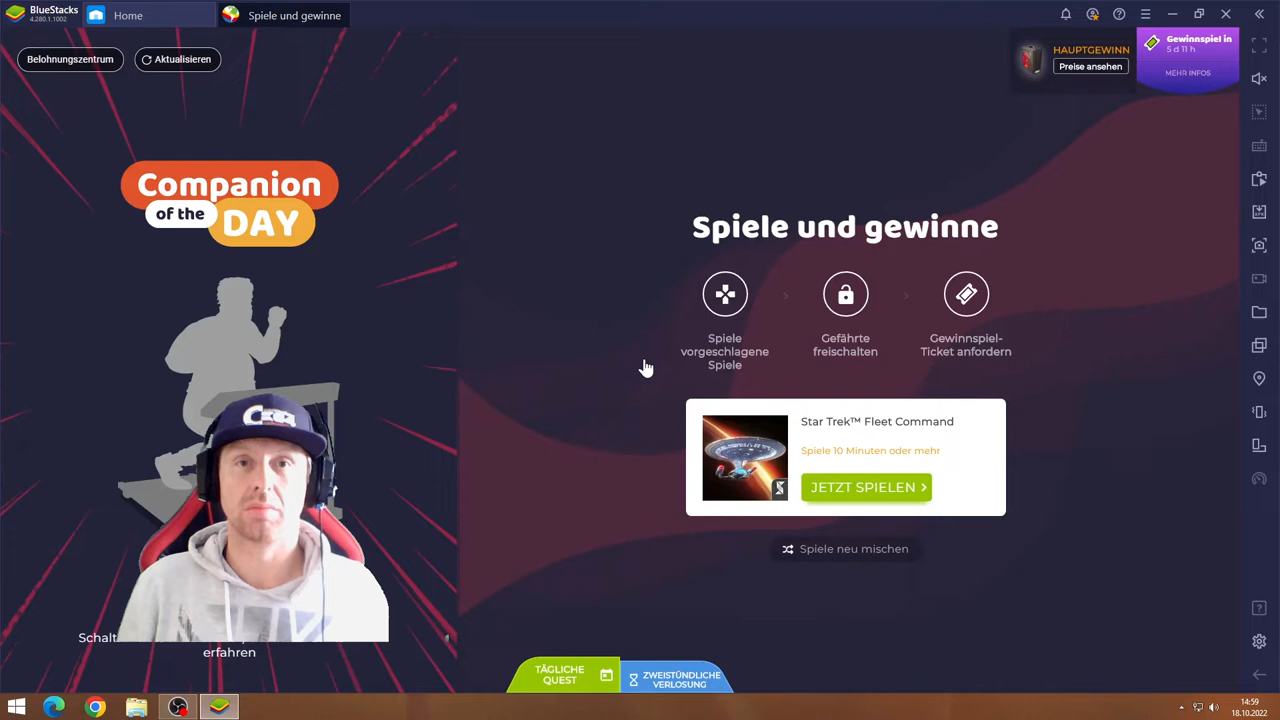 BlueStacks
4.280.1.1002
Home
Spiele und gewinne
Belohnungszentrum
Aktualisieren
HAUPTGEWINN
Preise ansehen
Gewinnspiel in
5 d 11 h
MEHR INFOS
Companion
of the
DAY
Spiele und gewinne
Spiele
vorgeschlagene
Spiele
Gefährte
freischalten
Gewinnspiel-
Ticket anfordern
Star Trek™ Fleet Command
Spiele 10 Minuten oder mehr
JETZT SPIELEN
Spiele neu mischen
Schalt
erfahren
TÄGLICHE
QUEST
ZWEISTÜNDLICHE
VERLOSUNG
14:59
18.10.2022